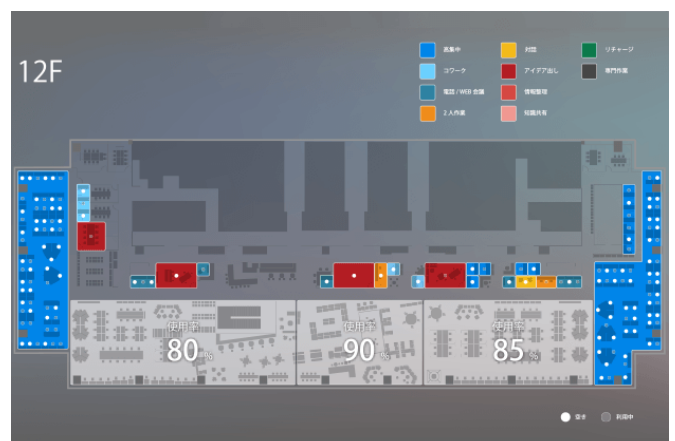 12F
高集中
対話
リチャージ
コワーク
アイデア出し
専門作業
電話 / WEB 会議
情報整理
2 人作業
知識共有
使用率 使用率 使用率
80 % 90 % 85 %
空き 利用中